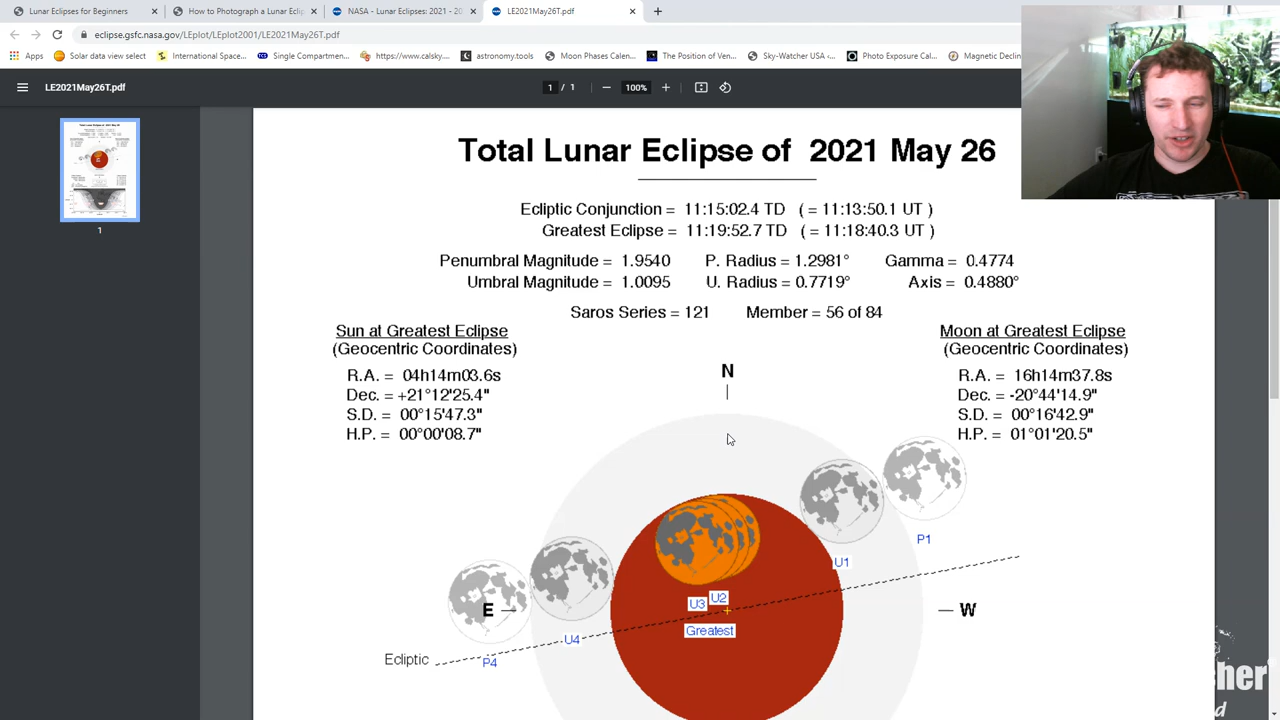 Lunar Eclipses for Beginners
How to Photograph a Lunar Eclip
NASA - Lunar Eclipses: 2021 - 20
LE2021May26T.pdf
eclipse.gsfc.nasa.gov/LEplot/LEplot2001/LE2021May26T.pdf
Apps
Solar data view select
International Space...
Single Compartmen...
https://www.calsky...
astronomy.tools
Moon Phases Calen...
The Position of Ven...
Sky-Watcher USA ‹...
Photo Exposure Cal...
Magnetic Declin
LE2021May26T.pdf
1 / 1
100%
1
Total Lunar Eclipse of 2021 May 26
Ecliptic Conjunction = 11:15:02.4 TD ( = 11:13:50.1 UT )
Greatest Eclipse = 11:19:52.7 TD ( = 11:18:40.3 UT )
Penumbral Magnitude = 1.9540 P. Radius = 1.2981° Gamma = 0.4774
Umbral Magnitude = 1.0095 U. Radius = 0.7719° Axis = 0.4880°
Saros Series = 121 Member = 56 of 84
Sun at Greatest Eclipse
(Geocentric Coordinates)
R.A. = 04h14m03.6s
Dec. = +21°12'25.4"
S.D. = 00°15'47.3"
H.P. = 00°00'08.7"
Moon at Greatest Eclipse
(Geocentric Coordinates)
R.A. = 16h14m37.8s
Dec. = -20°44'14.9"
S.D. = 00°16'42.9"
H.P. = 01°01'20.5"
N
P1
U1
U2
U3
Greatest
E
W
U4
P4
Ecliptic